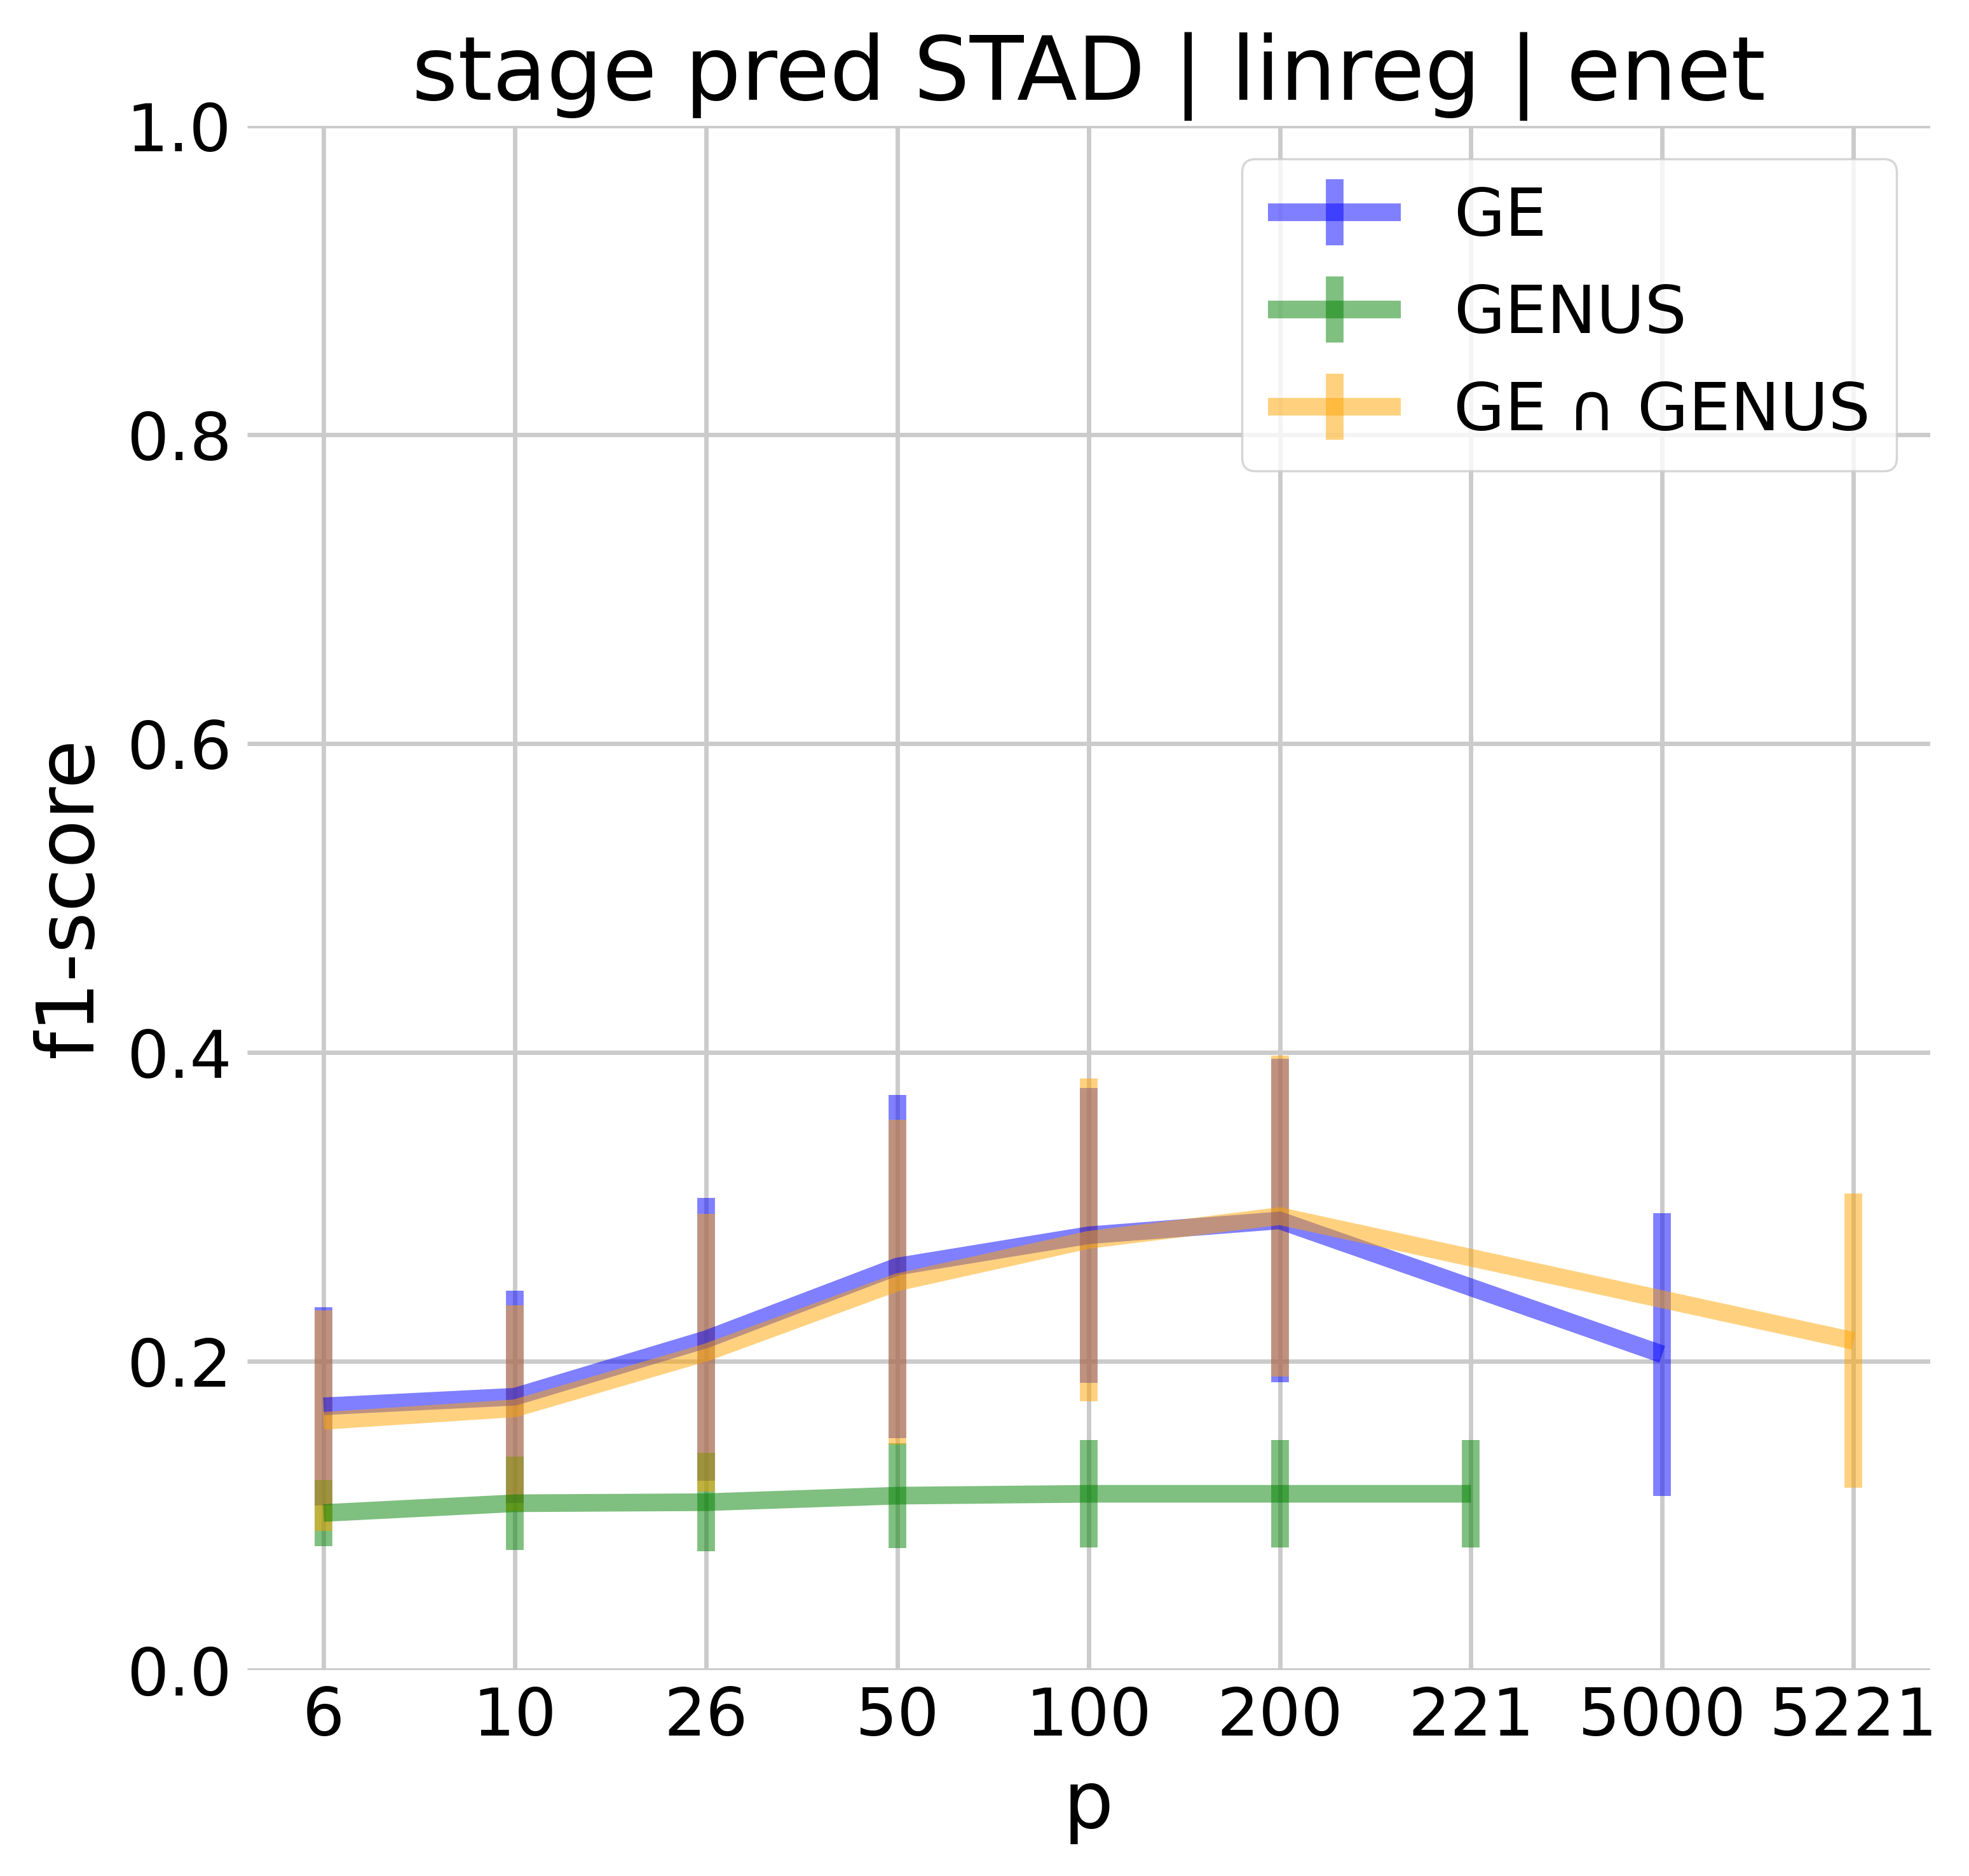 stage pred STAD | linreg | enet
1.0
0.8
0.6
0.4
0.2
0.0
f1-score
GE
GENUS
GE ∩ GENUS
6 10 26 50 100 200 221 5000 5221
p